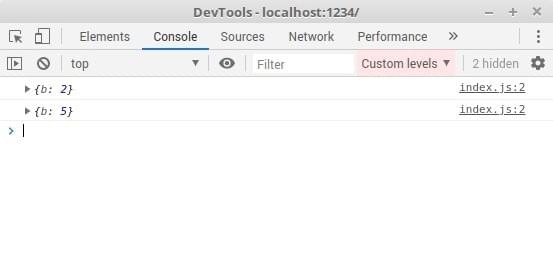 DevTools - localhost:1234/
Elements Console Sources Network Performance »
top Filter Custom levels 2 hidden
{b: 2} index.js:2
{b: 5} index.js:2
>